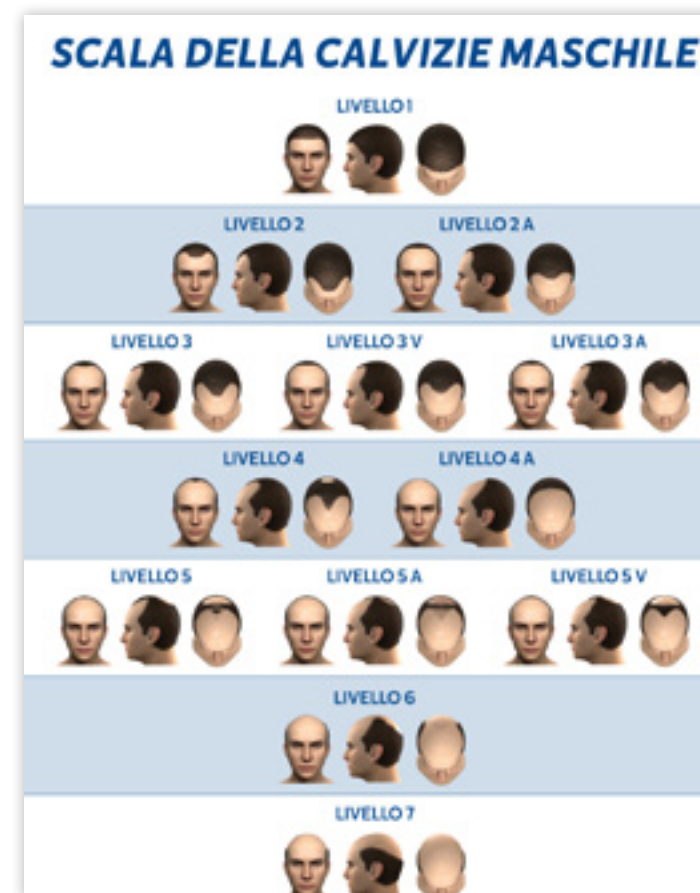 SCALA DELLA CALVIZIE MASCHILE
LIVELLO 1
LIVELLO 2 LIVELLO 2 A
LIVELLO 3 LIVELLO 3 V LIVELLO 3 A
LIVELLO 4 LIVELLO 4 A
LIVELLO 5 LIVELLO 5 A LIVELLO 5 V
LIVELLO 6
LIVELLO 7